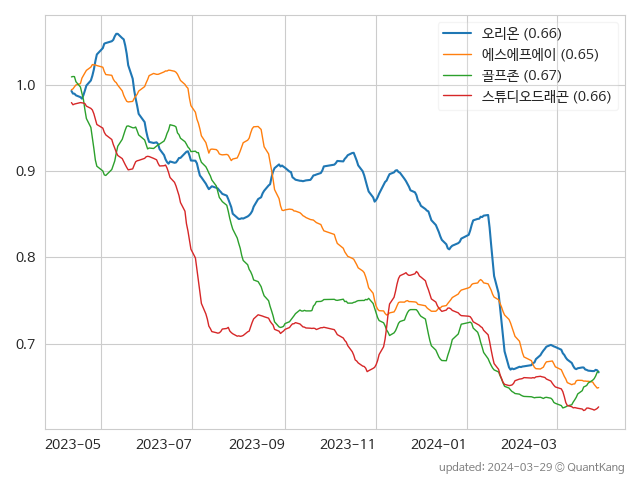 오리온 (0.66)
에스에프에이 (0.65)
골프존 (0.67)
스튜디오드래곤 (0.66)
1.0
0.9
0.8
0.7
2023-05 2023-07 2023-09 2023-11 2024-01 2024-03
updated: 2024-03-29 © QuantKang